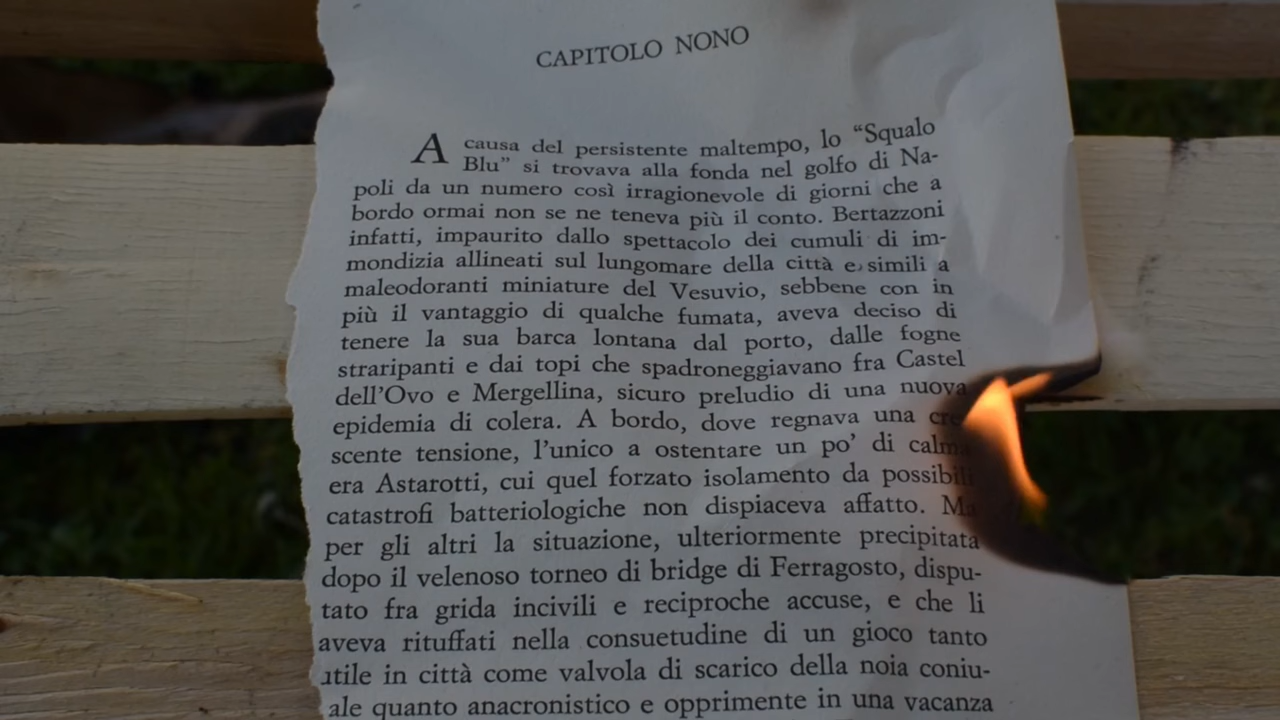 CAPITOLO NONO
A causa del persistente maltempo, lo “Squalo
Blu” si trovava alla fonda nel golfo di Na-
poli da un numero così irragionevole di giorni che a
bordo ormai non se ne teneva più il conto. Bertazzoni
infatti, impaurito dallo spettacolo dei cumuli di im-
mondizia allineati sul lungomare della città e simili a
maleodoranti miniature del Vesuvio, sebbene con in
più il vantaggio di qualche fumata, aveva deciso di
tenere la sua barca lontana dal porto, dalle fogne
straripanti e dai topi che spadroneggiavano fra Castel
dell’Ovo e Mergellina, sicuro preludio di una nuova
epidemia di colera. A bordo, dove regnava una cre
scente tensione, l’unico a ostentare un po’ di calma
era Astarotti, cui quel forzato isolamento da possibili
catastrofi batteriologiche non dispiaceva affatto. Ma
per gli altri la situazione, ulteriormente precipitata
dopo il velenoso torneo di bridge di Ferragosto, dispu-
tato fra grida incivili e reciproche accuse, e che li
aveva rituffati nella consuetudine di un gioco tanto
utile in città come valvola di scarico della noia coniu-
ale quanto anacronistico e opprimente in una vacanza